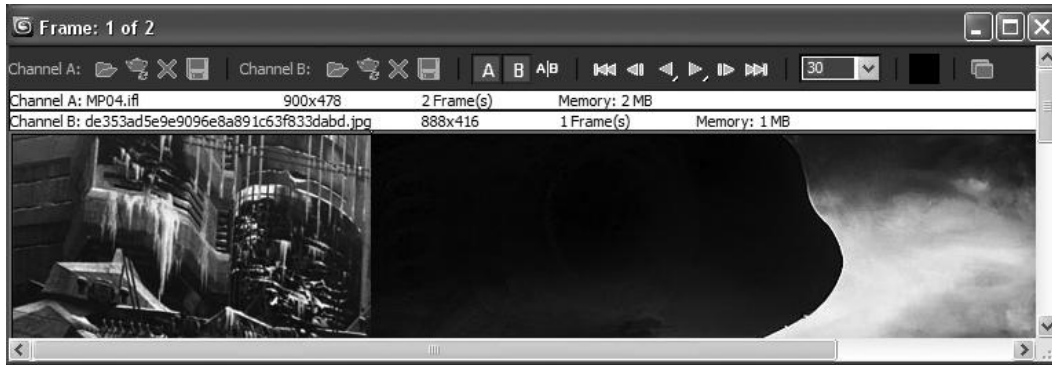 Frame: 1 of 2
Channel A: Channel B: A B A|B 30
Channel A: MP04.ifl 900x478 2 Frame(s) Memory: 2 MB
Channel B: de353ad5e9e9096e8a891c63f833dabd.jpg 888x416 1 Frame(s) Memory: 1 MB